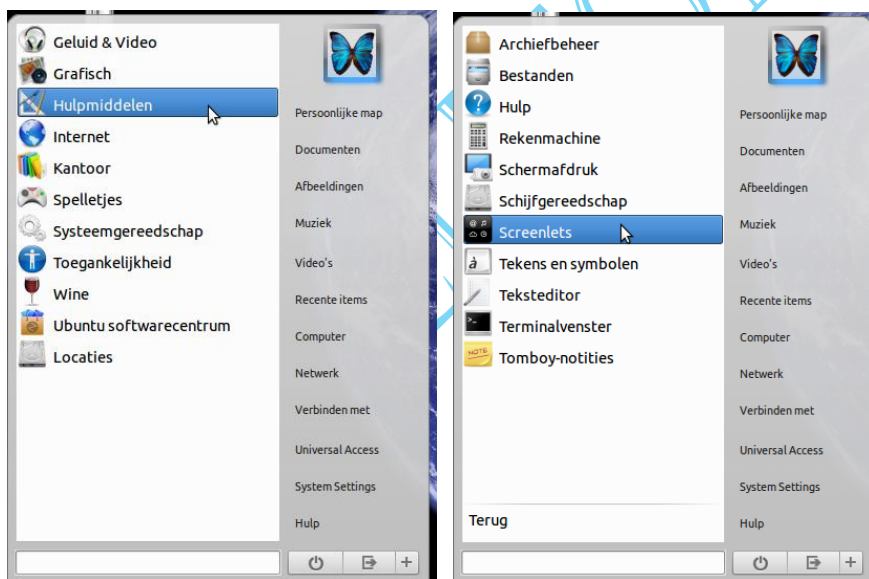 Geluid & Video
Grafisch
Hulpmiddelen
Internet
Kantoor
Spelletjes
Systeemgereedschap
Toegankelijkheid
Wine
Ubuntu softwarecentrum
Locaties
Persoonlijke map
Documenten
Afbeeldingen
Muziek
Video's
Recente items
Computer
Netwerk
Verbinden met
Universal Access
System Settings
Hulp
Archiefbeheer
Bestanden
Hulp
Rekenmachine
Schermafdruk
Schijfgereedschap
Screenlets
Tekens en symbolen
Teksteditor
Terminalvenster
NOTE
Tomboy-notities
Terug
Persoonlijke map
Documenten
Afbeeldingen
Muziek
Video's
Recente items
Computer
Netwerk
Verbinden met
Universal Access
System Settings
Hulp